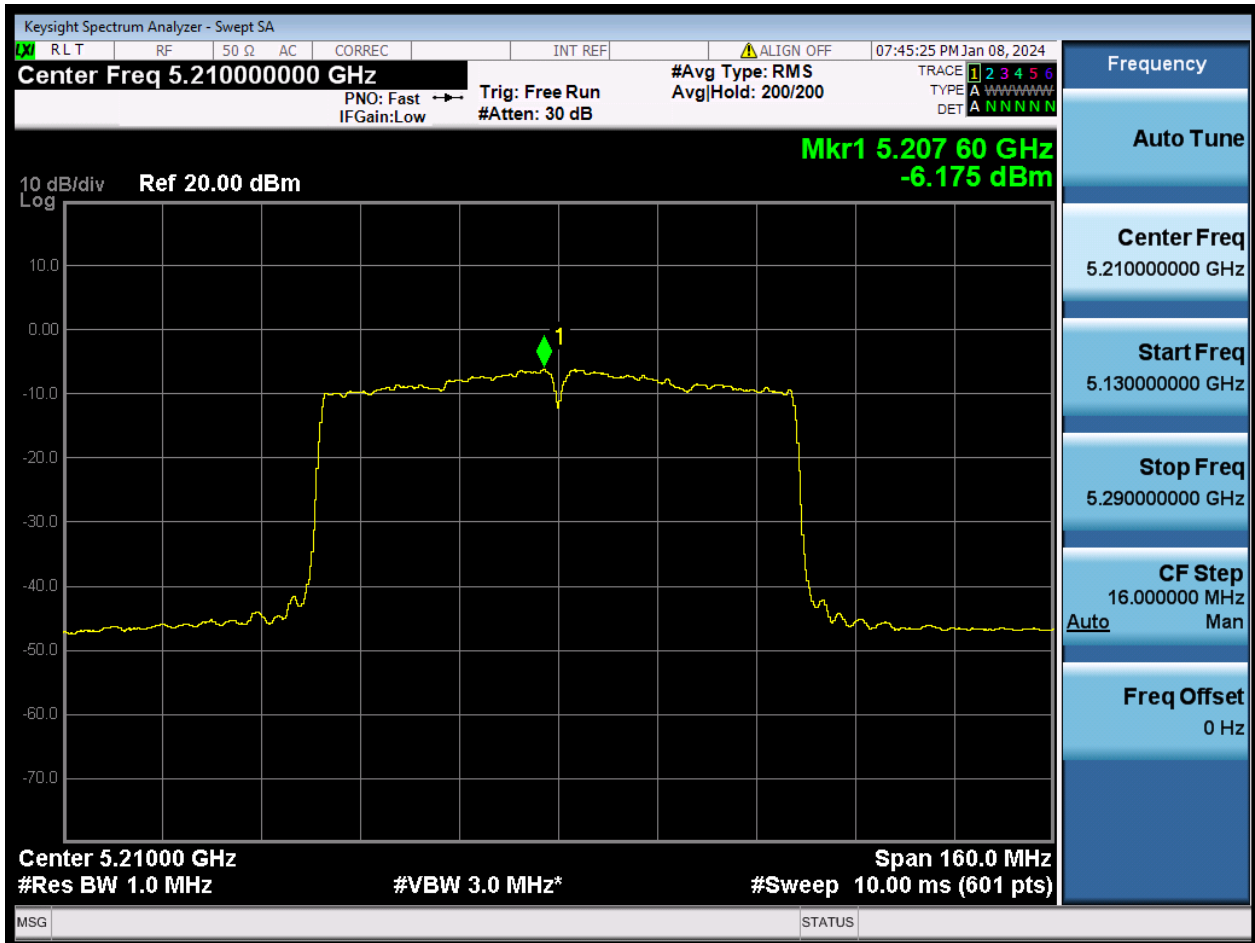 Keysight Spectrum Analyzer - Swept SA
LXI RLT RF 50 Ω AC CORREC INT REF ALIGN OFF 07:45:25 PM Jan 08, 2024
Center Freq 5.210000000 GHz
PNO: Fast
IFGain:Low
Trig: Free Run
#Atten: 30 dB
#Avg Type: RMS
Avg|Hold: 200/200
TRACE 1 2 3 4 5 6
TYPE A WWWWW
DET A N N N N N
Mkr1 5.207 60 GHz
-6.175 dBm
10 dB/div Ref 20.00 dBm
Log
10.0
0.00
-10.0
-20.0
-30.0
-40.0
-50.0
-60.0
-70.0
1
Center 5.21000 GHz Span 160.0 MHz
#Res BW 1.0 MHz #VBW 3.0 MHz* #Sweep 10.00 ms (601 pts)
MSG STATUS
Frequency
Auto Tune
Center Freq
5.210000000 GHz
Start Freq
5.130000000 GHz
Stop Freq
5.290000000 GHz
CF Step
16.000000 MHz
Auto Man
Freq Offset
0 Hz